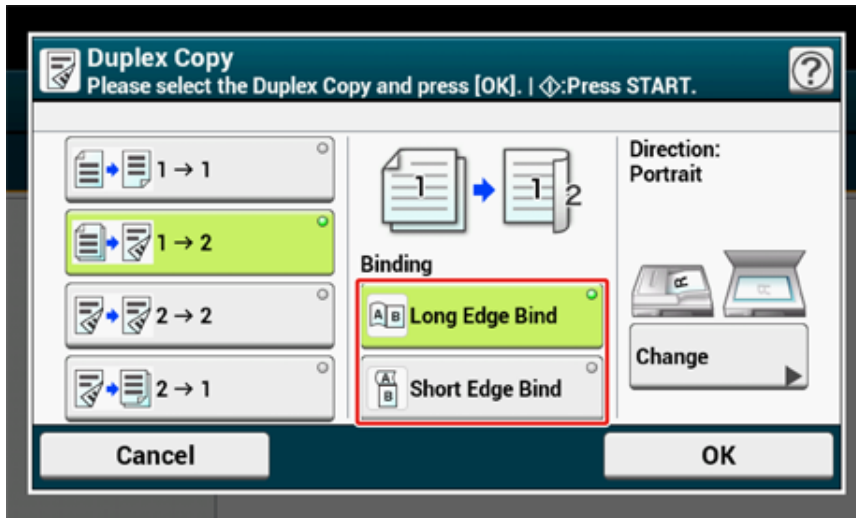 Duplex Copy
Please select the Duplex Copy and press [OK]. | :Press START.
1 → 1
1 → 2
2 → 2
2 → 1
1 1 2
Binding
A B Long Edge Bind
A B Short Edge Bind
Direction:
Portrait
R R
Change
?
Cancel
OK